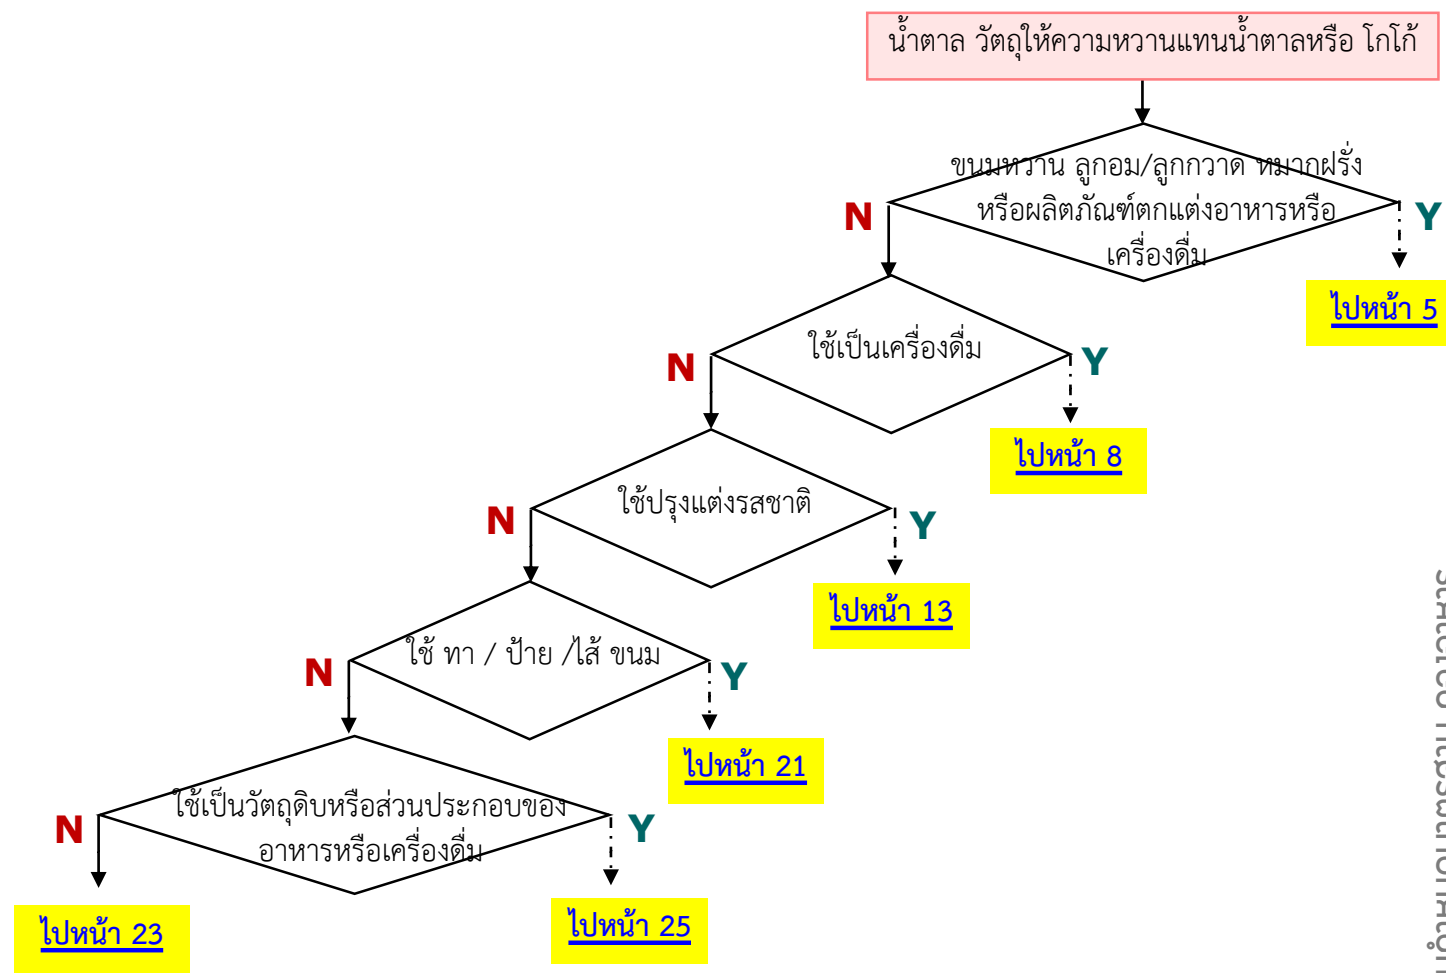 น้ำตาล วัตถุให้ความหวานแทนน้ำตาลหรือ โกโก้
ขนมหวาน ลูกอม/ลูกกวาด หมากฝรั่ง
หรือผลิตภัณฑ์ตกแต่งอาหารหรือ
เครื่องดื่ม
N
Y
ไปหน้า 5
ใช้เป็นเครื่องดื่ม
N
Y
ไปหน้า 8
ใช้ปรุงแต่งรสชาติ
N
Y
ไปหน้า 13
ใช้ ทา / ป้าย /ไส้ ขนม
N
Y
ไปหน้า 21
ใช้เป็นวัตถุดิบหรือส่วนประกอบของ
อาหารหรือเครื่องดื่ม
N
Y
ไปหน้า 23
ไปหน้า 25